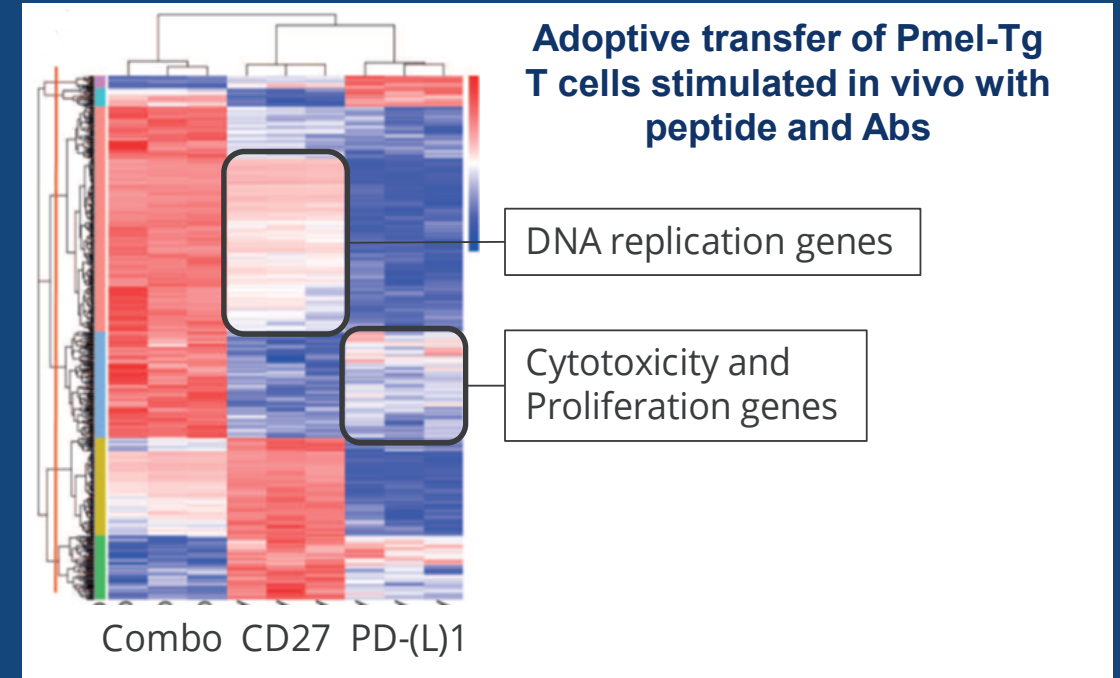 Adoptive transfer of Pmel-Tg
T cells stimulated in vivo with
peptide and Abs
DNA replication genes
Cytotoxicity and
Proliferation genes
Combo CD27 PD-(L)1